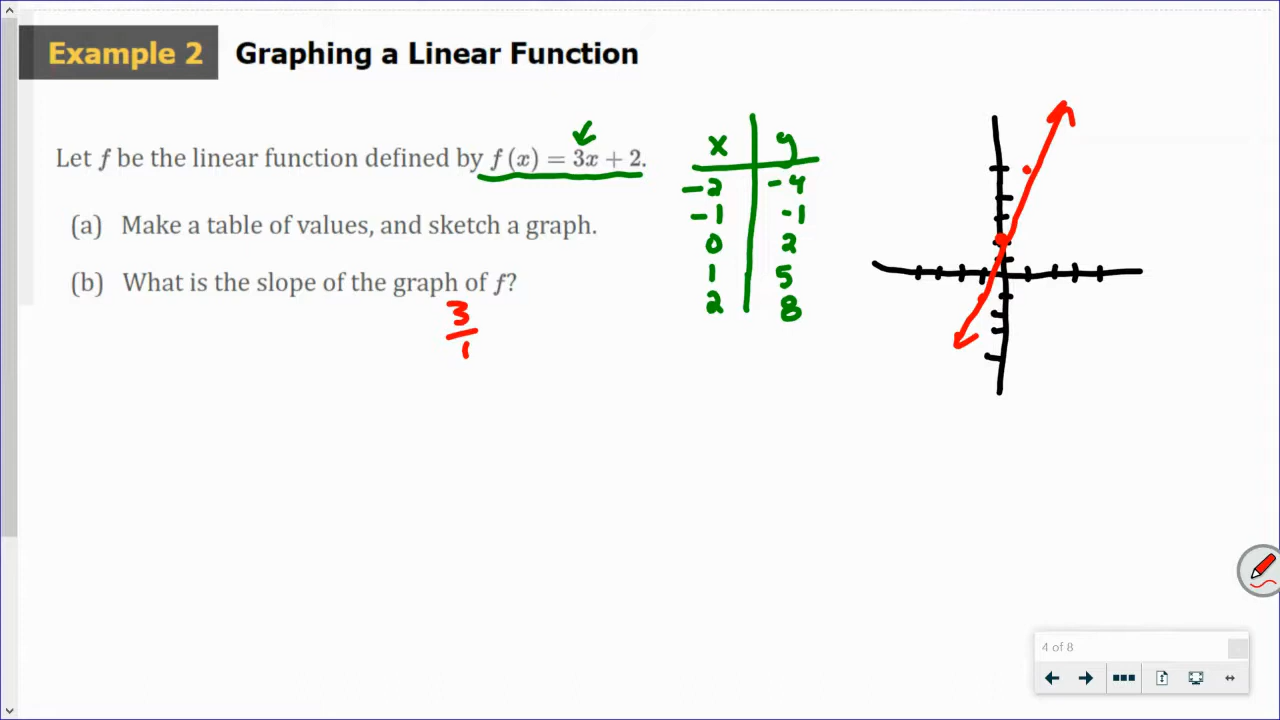 Example 2 Graphing a Linear Function
Let f be the linear function defined by f (x) = 3x + 2.
(a) Make a table of values, and sketch a graph.
(b) What is the slope of the graph of f?
3
1
x y
-2 -4
-1 -1
0 2
1 5
2 8
4 of 8